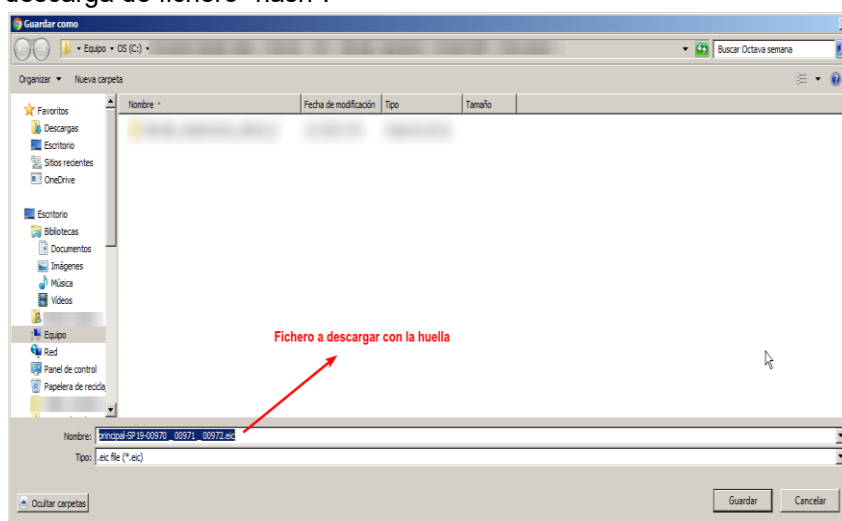 descarga de fichero "hash".
Guardar como
Equipo OS (C:)
Buscar Octava semana
Organizar Nueva carpeta
Nombre Fecha de modificación Tipo Tamaño
Favoritos
Descargas
Escritorio
Sitios recientes
OneDrive
Escritorio
Bibliotecas
Documentos
Imágenes
Música
Vídeos
Equipo
Red
Panel de control
Papelera de recicla
Fichero a descargar con la huella
Nombre: principal-SP19-00970_00971_00972.eic
Tipo: .eic file (*.eic)
Ocultar carpetas
Guardar Cancelar